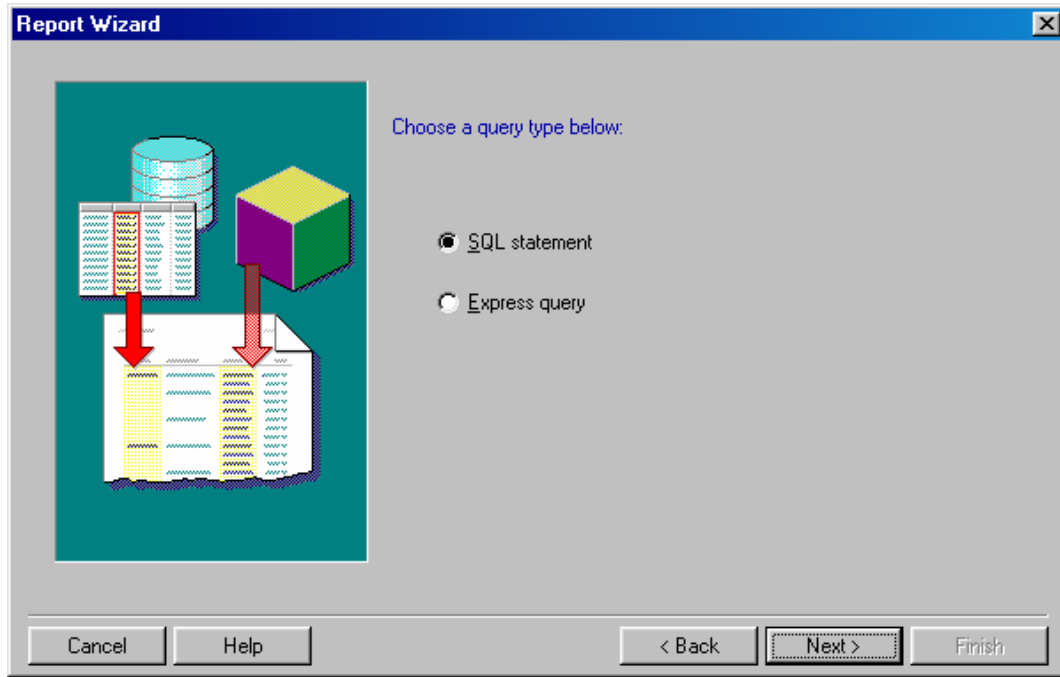 Report Wizard
Choose a query type below:
SQL statement
Express query
Cancel
Help
< Back
Next >
Finish